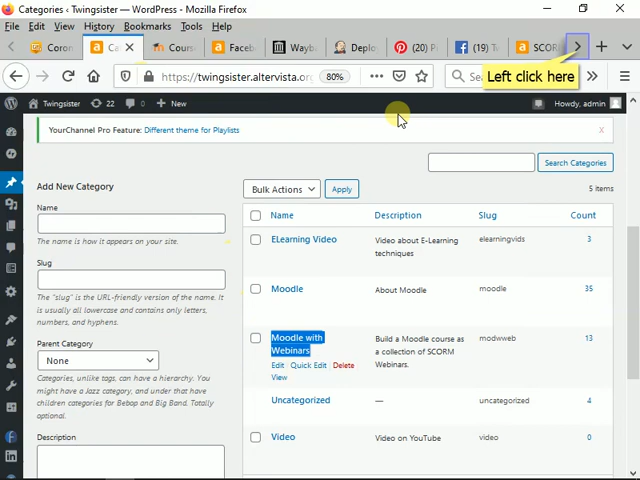 Categories ‹ Twingsister — WordPress - Mozilla Firefox
File Edit View History Bookmarks Tools Help
Coron Ca Course Faceb Wayb Deplo (20) P (19) T SCOR
https://twingsister.altervista.or 80% Sea
Left click here
Twingsister 22 0 New Howdy, admin
YourChannel Pro Feature: Different theme for Playlists x
Search Categories
Add New Category Bulk Actions Apply 5 items
Name
Name Description Slug Count
The name is how it appears on your site.
ELearning Video Video about E-Learning techniques elearningvids 3
Slug
The "slug" is the URL-friendly version of the name. It is usually all lowercase and contains only letters, numbers, and hyphens.
Moodle About Moodle moodle 35
Parent Category
None
Moodle with Webinars Build a Moodle course as a collection of SCORM Webinars. modwweb 13
Edit Quick Edit Delete
View
Categories, unlike tags, can have a hierarchy. You might have a Jazz category, and under that have children categories for Bebop and Big Band. Totally optional.
Uncategorized — uncategorized 4
Description
Video Video on YouTube video 0